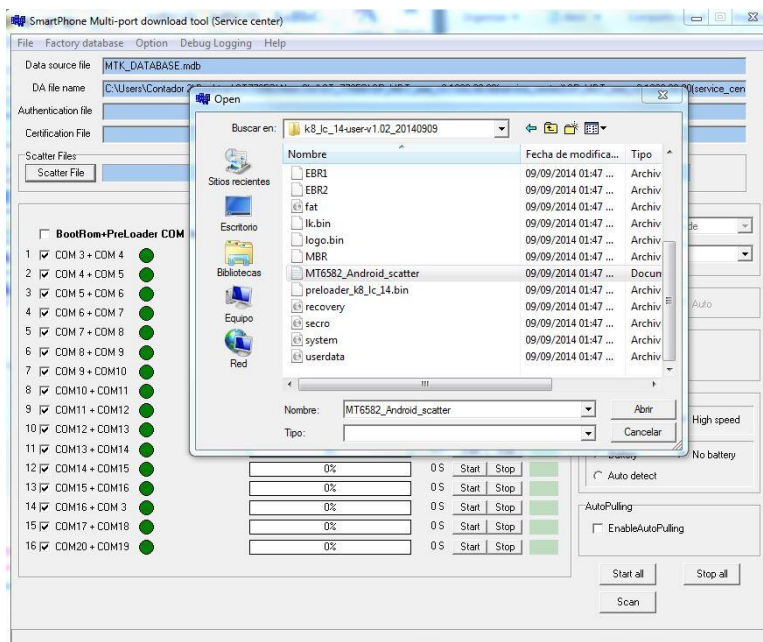 SmartPhone Multi-port download tool (Service center)
File Factory database Option Debug Logging Help
Data source file MTK_DATABASE.mdb
DA file name C:\Users\Contador (service_cen
Authentication file
Certification File
Scatter Files
Scatter File
Open
Buscar en: k8_lc_14-user-v1.02_20140909
Nombre Fecha de modifica... Tipo
EBR1 09/09/2014 01:47 ... Archiv
EBR2 09/09/2014 01:47 ... Archiv
fat 09/09/2014 01:47 ... Archiv
lk.bin 09/09/2014 01:47 ... Archiv
logo.bin 09/09/2014 01:47 ... Archiv
MBR 09/09/2014 01:47 ... Archiv
MT6582_Android_scatter 09/09/2014 01:47 ... Docum
preloader_k8_lc_14.bin 09/09/2014 01:47 ... Archiv
recovery 09/09/2014 01:47 ... Archiv
secro 09/09/2014 01:47 ... Archiv
system 09/09/2014 01:47 ... Archiv
userdata 09/09/2014 01:47 ... Archiv
Sitios recientes
Escritorio
Bibliotecas
Equipo
Red
Nombre: MT6582_Android_scatter Abrir
Tipo: Cancelar
BootRom+PreLoader COM
1 COM 3 + COM 4
2 COM 4 + COM 5
3 COM 5 + COM 6
4 COM 6 + COM 7
5 COM 7 + COM 8
6 COM 8 + COM 9
7 COM 9 + COM10
8 COM10 + COM11
9 COM11 + COM12
10 COM12 + COM13
11 COM13 + COM14
12 COM14 + COM15 0% 0 S Start Stop
13 COM15 + COM16 0% 0 S Start Stop
14 COM16 + COM 3 0% 0 S Start Stop
15 COM17 + COM18 0% 0 S Start Stop
16 COM20 + COM19 0% 0 S Start Stop
Auto
High speed
No battery
Auto detect
AutoPulling
EnableAutoPulling
Start all Stop all
Scan